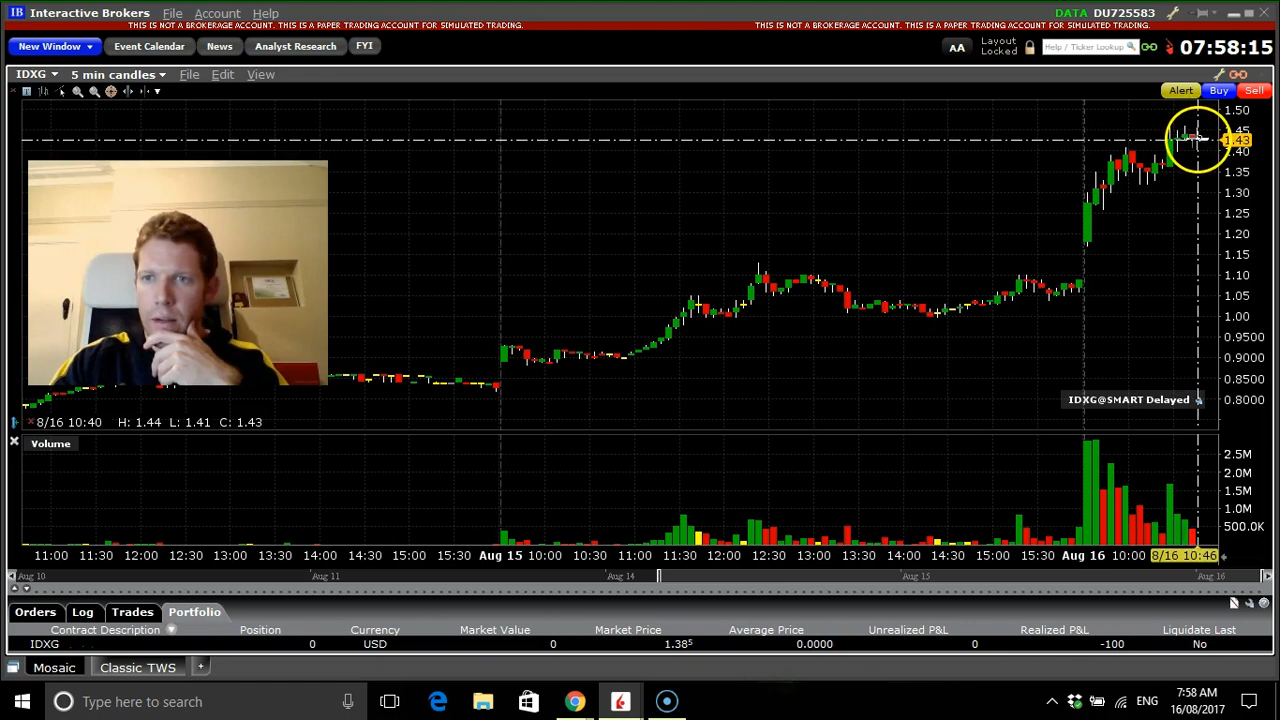 IB Interactive Brokers File Account Help DATA DU725583
THIS IS NOT A BROKERAGE ACCOUNT. THIS IS A PAPER TRADING ACCOUNT FOR SIMULATED TRADING. THIS IS NOT A BROKERAGE ACCOUNT. THIS IS A PAPER TRADING ACCOUNT FOR SIMULATED TRADING.
New Window Event Calendar News Analyst Research FYI AA Layout Locked Help / Ticker Lookup 07:58:15
IDXG 5 min candles File Edit View
Alert Buy Sell
1.50
1.45
1.43
1.40
1.35
1.30
1.25
1.20
1.15
1.10
1.05
1.00
0.9500
0.9000
0.8500
IDXG@SMART Delayed 0.8000
8/16 10:40 H: 1.44 L: 1.41 C: 1.43
Volume
2.5M
2.0M
1.5M
1.0M
500.0K
11:00 11:30 12:00 12:30 13:00 13:30 14:00 14:30 15:00 15:30 Aug 15 10:00 10:30 11:00 11:30 12:00 12:30 13:00 13:30 14:00 14:30 15:00 15:30 Aug 16 10:00 8/16 10:46
Aug 10 Aug 11 Aug 14 Aug 15 Aug 16
Orders Log Trades Portfolio
Contract Description Position Currency Market Value Market Price Average Price Unrealized P&L Realized P&L Liquidate Last
IDXG 0 USD 0 1.38⁵ 0.0000 0 -100 No
Mosaic Classic TWS +
Type here to search ENG 7:58 AM
16/08/2017